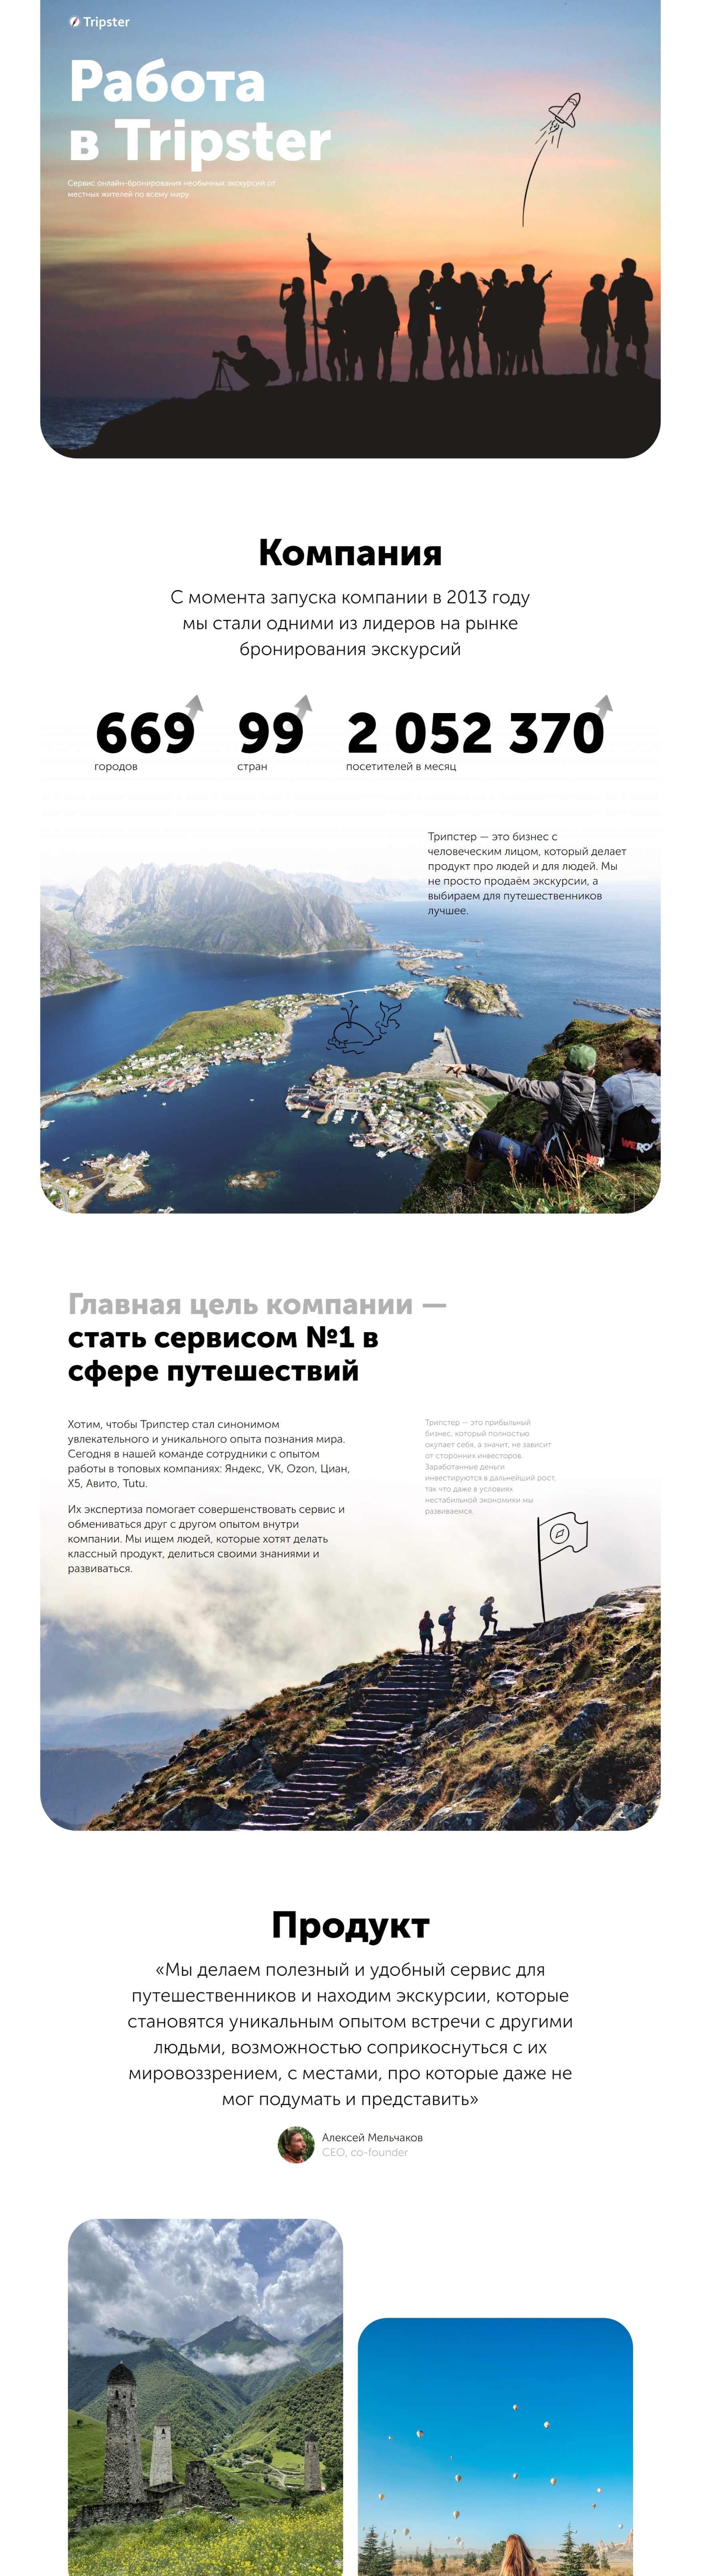 Tripster
Работа
в Tripster
Сервис онлайн-бронирования необычных экскурсий от
местных жителей по всему миру
Компания
С момента запуска компании в 2013 году
мы стали одними из лидеров на рынке
бронирования экскурсий
669 99 2 052 370
городов стран посетителей в месяц
Трипстер — это бизнес с
человеческим лицом, который делает
продукт про людей и для людей. Мы
не просто продаём экскурсии, а
выбираем для путешественников
лучшее.
Главная цель компании —
стать сервисом №1 в
сфере путешествий
Хотим, чтобы Трипстер стал синонимом
увлекательного и уникального опыта познания мира.
Сегодня в нашей команде сотрудники с опытом
работы в топовых компаниях: Яндекс, VK, Ozon, Циан,
X5, Авито, Tutu.
Их экспертиза помогает совершенствовать сервис и
обмениваться друг с другом опытом внутри
компании. Мы ищем людей, которые хотят делать
классный продукт, делиться своими знаниями и
развиваться.
Трипстер — это прибыльный
бизнес, который полностью
окупает себя, а значит, не зависит
от сторонних инвесторов.
Заработанные деньги
инвестируются в дальнейший рост,
так что даже в условиях
нестабильной экономики мы
развиваемся.
Продукт
«Мы делаем полезный и удобный сервис для
путешественников и находим экскурсии, которые
становятся уникальным опытом встречи с другими
людьми, возможностью соприкоснуться с их
мировоззрением, с местами, про которые даже не
мог подумать и представить»
Алексей Мельчаков
CEO, co-founder